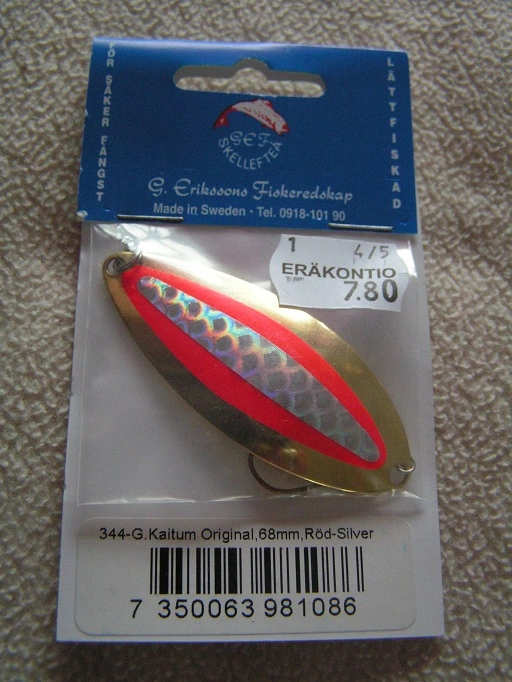 FÖR SÄKER FÅNGST
LÄTTFISKAD
GEF
SKELLEFTEÅ
G. Erikssons Fiskeredskap
Made in Sweden • Tel. 0918-101 90
1 4/5
ERÄKONTIO
7.80
344-G.Kaitum Original,68mm,Röd-Silver
7 350063 981086